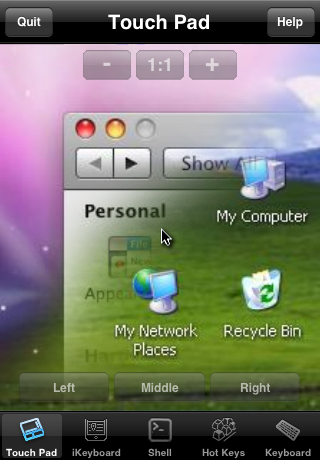 Quit
Touch Pad
Help
-
1:1
+
Show All
Personal
My Computer
File
New
Appea
My Network
Places
Recycle Bin
Hard
Left
Middle
Right
Touch Pad
iKeyboard
Shell
Hot Keys
Keyboard